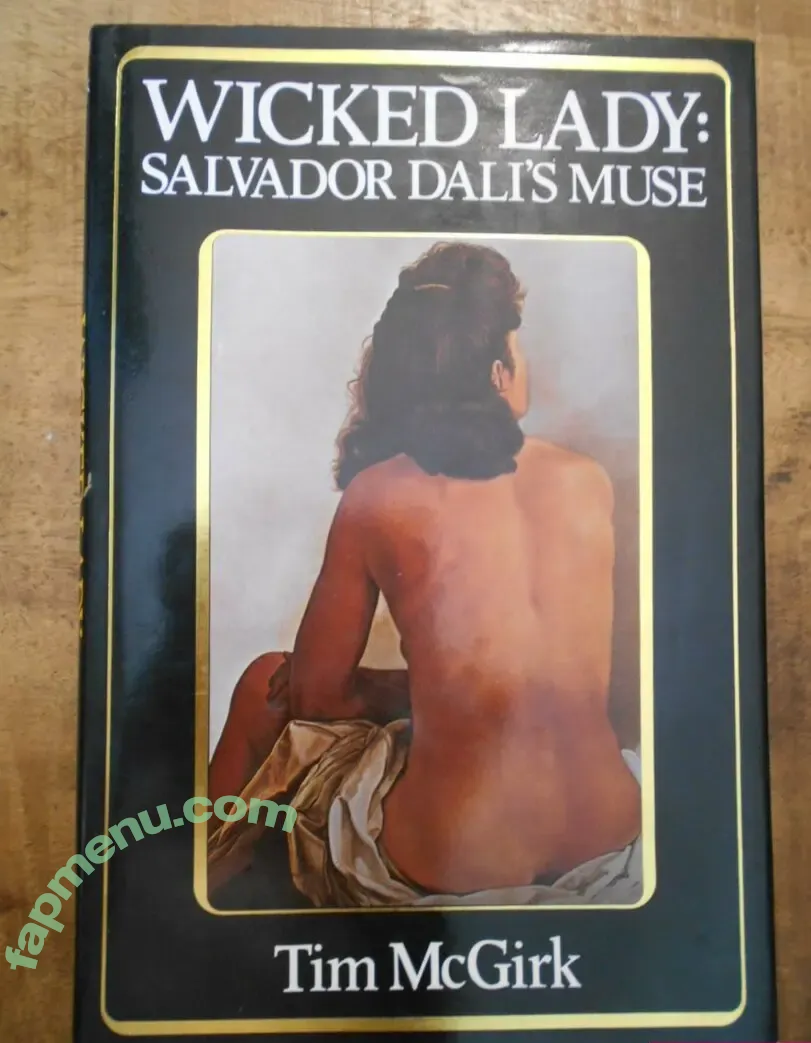 WICKED LADY:
SALVADOR DALI'S MUSE
fapmenu.com
Tim McGirk